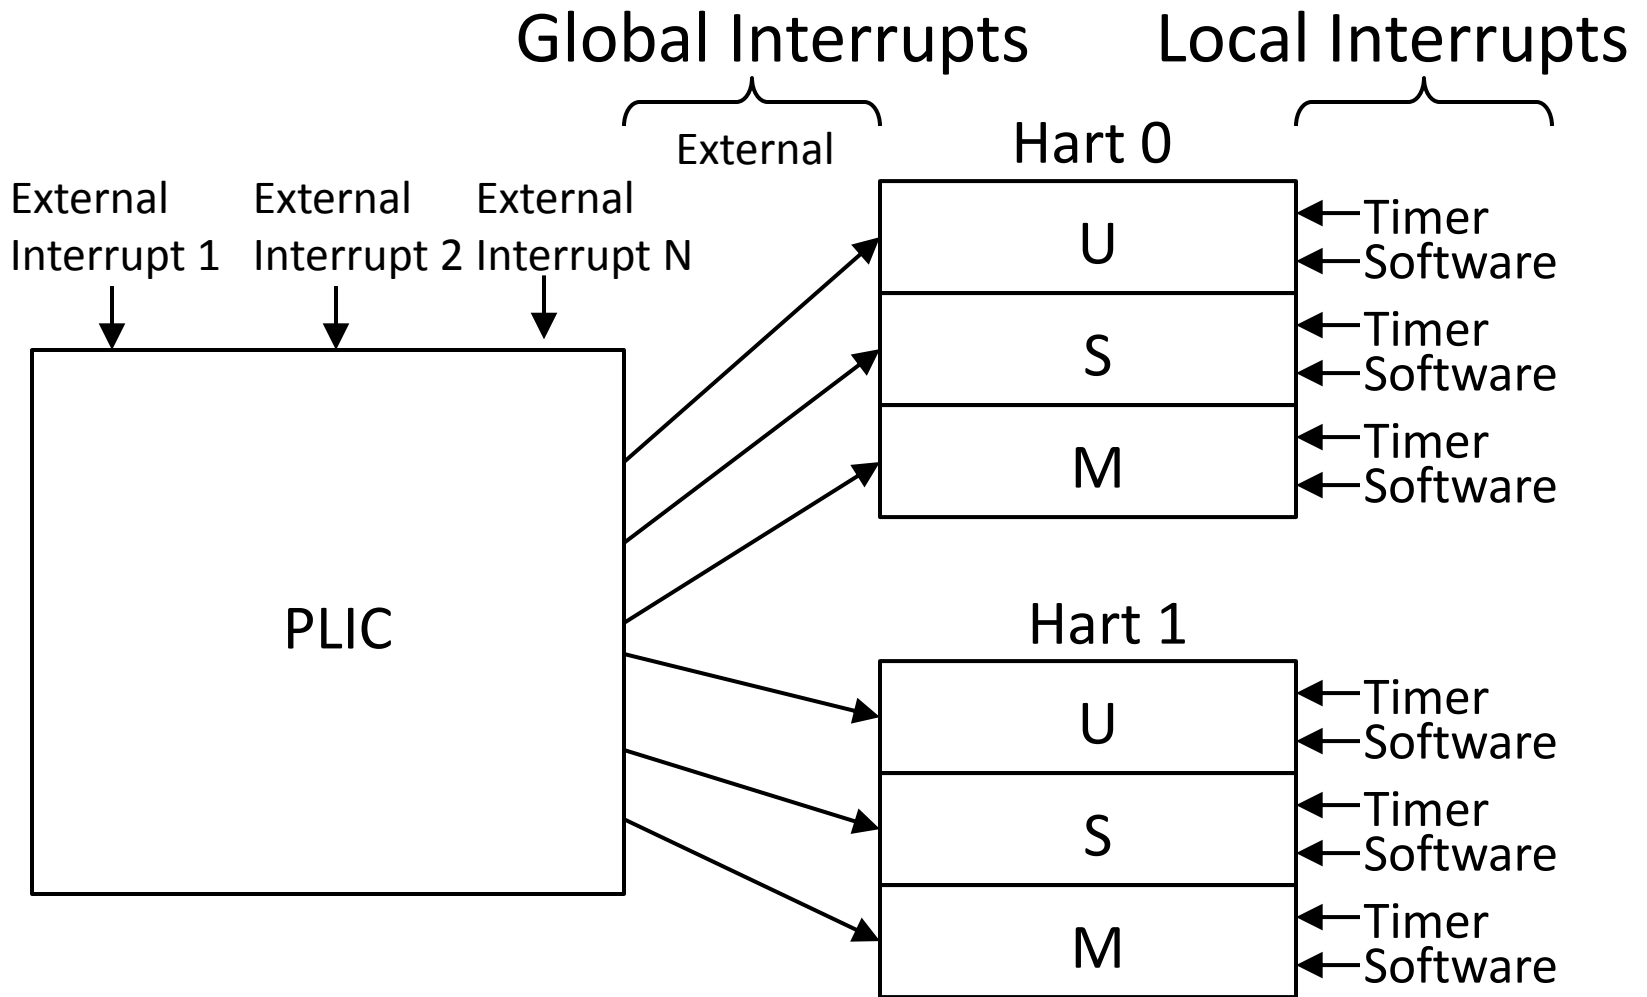 Global Interrupts
Local Interrupts
External
Hart 0
External
Interrupt 1
External
Interrupt 2
External
Interrupt N
U
Timer
Software
S
Timer
Software
M
Timer
Software
PLIC
Hart 1
U
Timer
Software
S
Timer
Software
M
Timer
Software